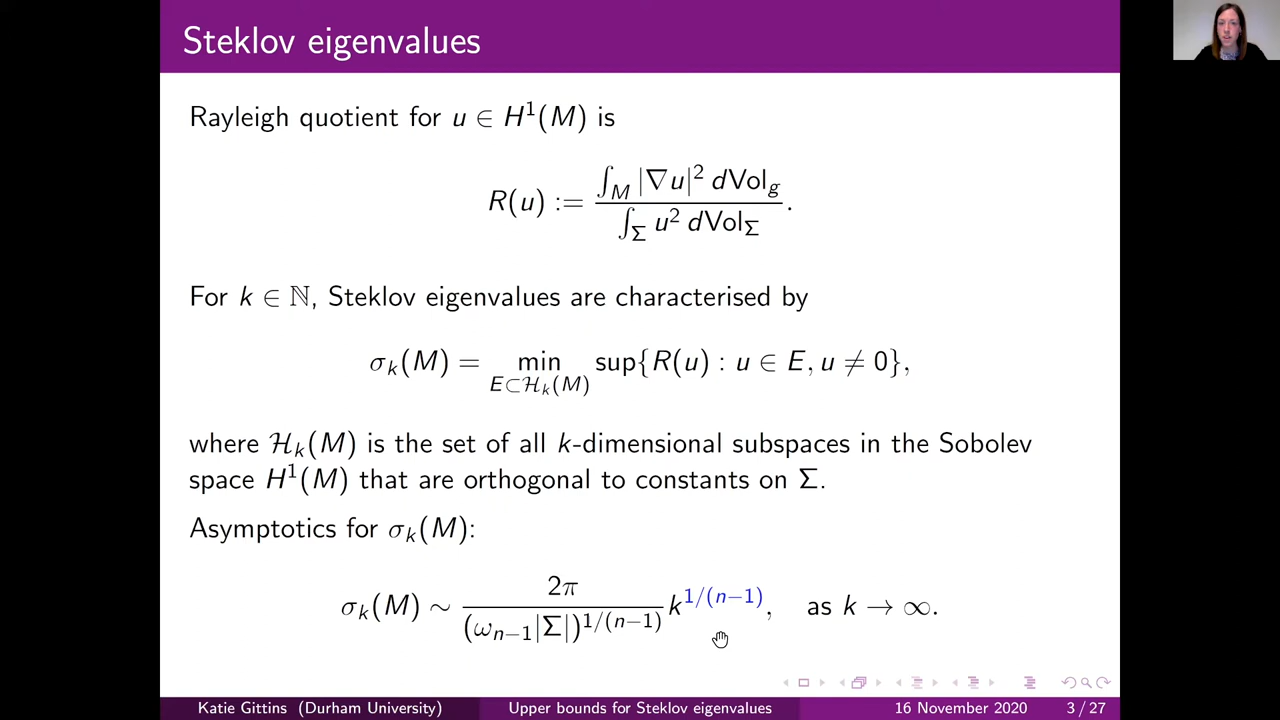 Steklov eigenvalues
Rayleigh quotient for u ∈ H¹(M) is
R(u) := ∫_M |∇u|² dVol_g / ∫_Σ u² dVol_Σ .
For k ∈ ℕ, Steklov eigenvalues are characterised by
σ_k(M) = min_{E⊂ℋ_k(M)} sup{R(u) : u ∈ E, u ≠ 0},
where ℋ_k(M) is the set of all k-dimensional subspaces in the Sobolev
space H¹(M) that are orthogonal to constants on Σ.
Asymptotics for σ_k(M):
σ_k(M) ∼ 2π / (ω_{n−1}|Σ|)^{1/(n−1)} k^{1/(n−1)}, as k → ∞.
Katie Gittins (Durham University) Upper bounds for Steklov eigenvalues 16 November 2020 3 / 27